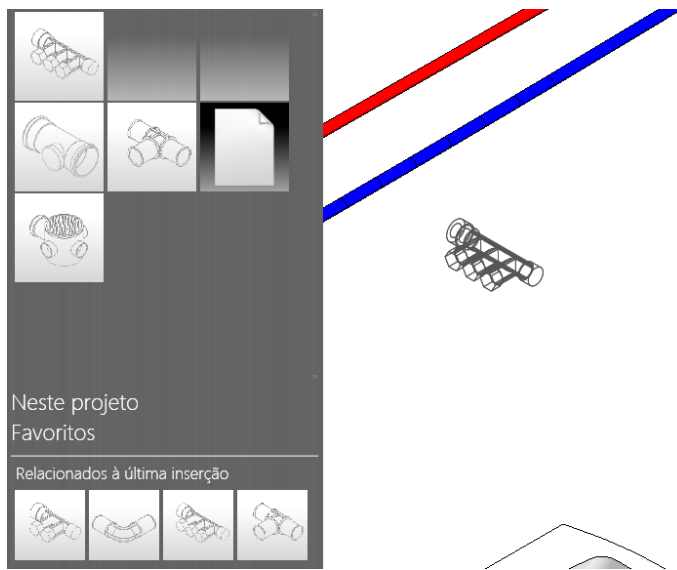 Neste projeto
Favoritos
Relacionados à última inserção